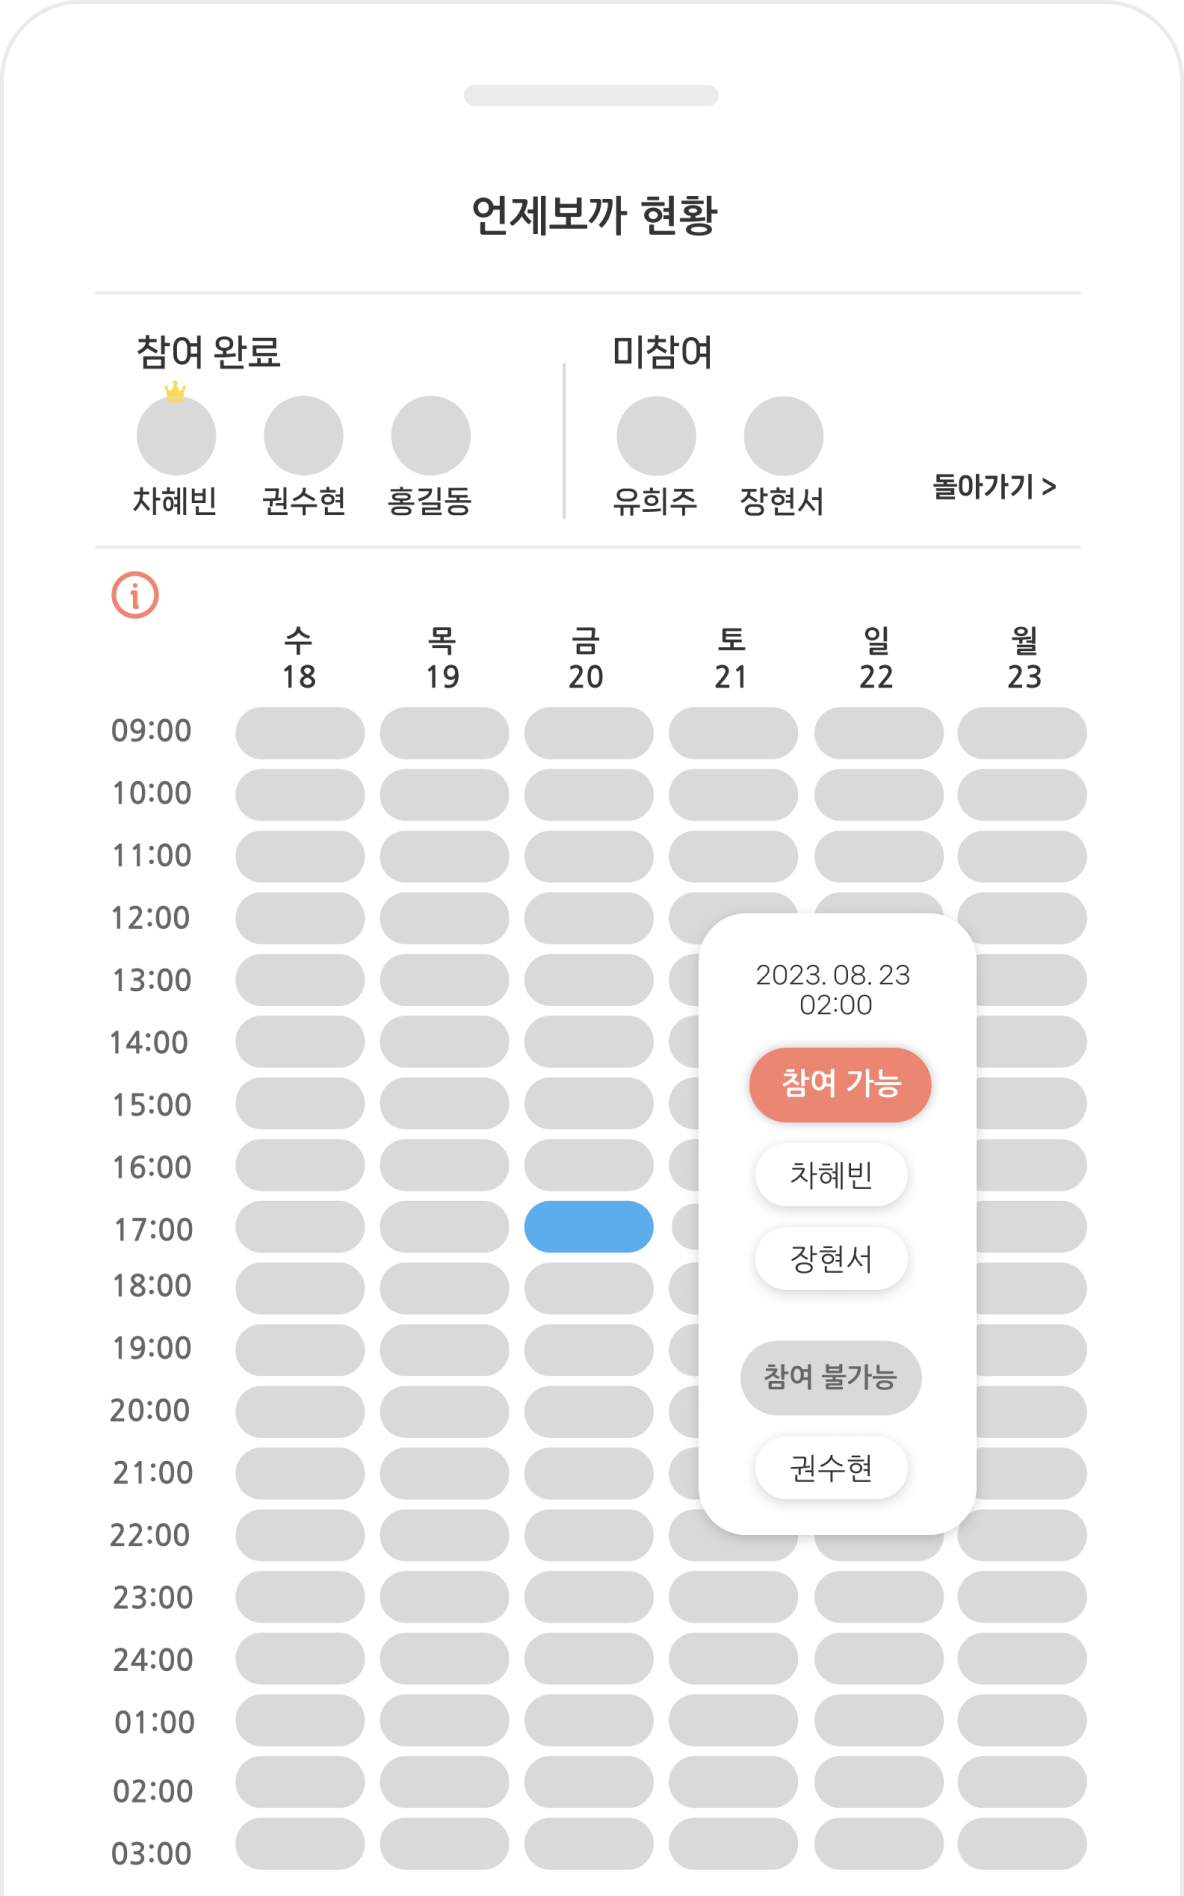 언제보까 현황
참여 완료
미참여
차혜빈 권수현 홍길동
유희주 장현서
돌아가기 >
i
수 목 금 토 일 월
18 19 20 21 22 23
09:00
10:00
11:00
12:00
13:00
14:00
15:00
16:00
17:00
18:00
19:00
20:00
21:00
22:00
23:00
24:00
01:00
02:00
03:00
2023. 08. 23
02:00
참여 가능
차혜빈
장현서
참여 불가능
권수현